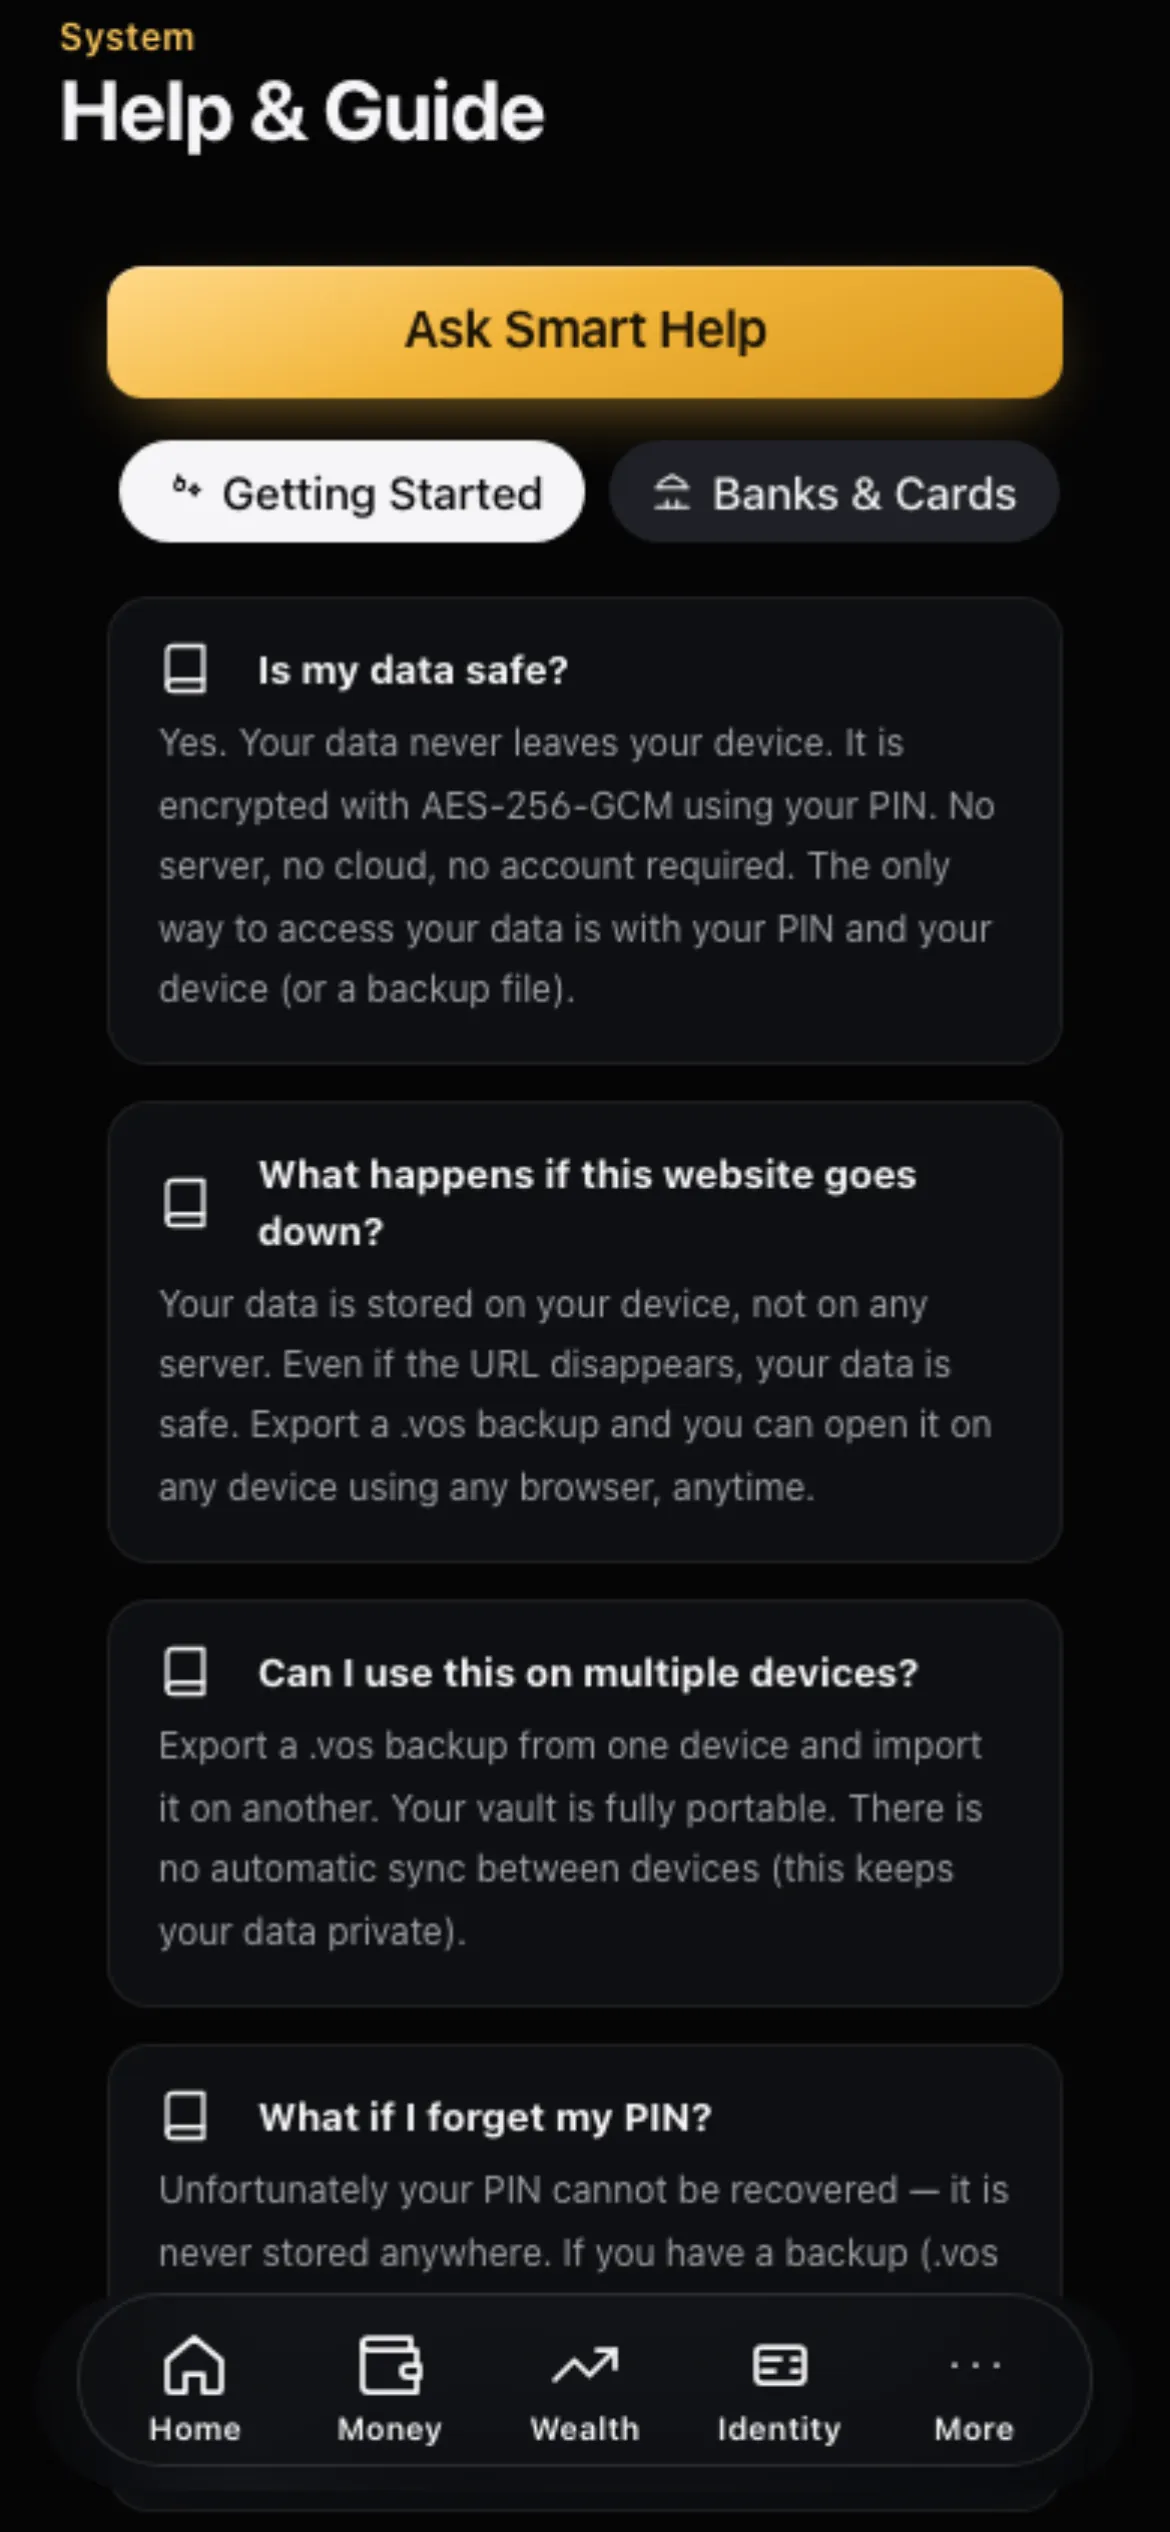 System
Help & Guide
Ask Smart Help
Getting Started
Banks & Cards
Is my data safe?
Yes. Your data never leaves your device. It is
encrypted with AES-256-GCM using your PIN. No
server, no cloud, no account required. The only
way to access your data is with your PIN and your
device (or a backup file).
What happens if this website goes
down?
Your data is stored on your device, not on any
server. Even if the URL disappears, your data is
safe. Export a .vos backup and you can open it on
any device using any browser, anytime.
Can I use this on multiple devices?
Export a .vos backup from one device and import
it on another. Your vault is fully portable. There is
no automatic sync between devices (this keeps
your data private).
What if I forget my PIN?
Unfortunately your PIN cannot be recovered — it is
never stored anywhere. If you have a backup (.vos
Home
Money
Wealth
Identity
More